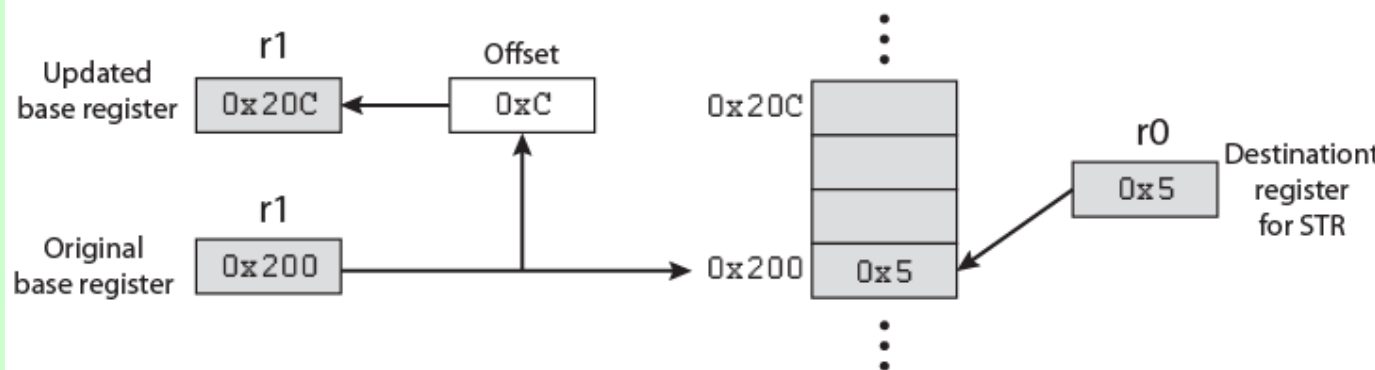 r1
Offset
Updated
base register
0x20C
0xC
0x20C
r0
Destinationt
register
for STR
0x5
r1
Original
base register
0x200
0x200
0x5